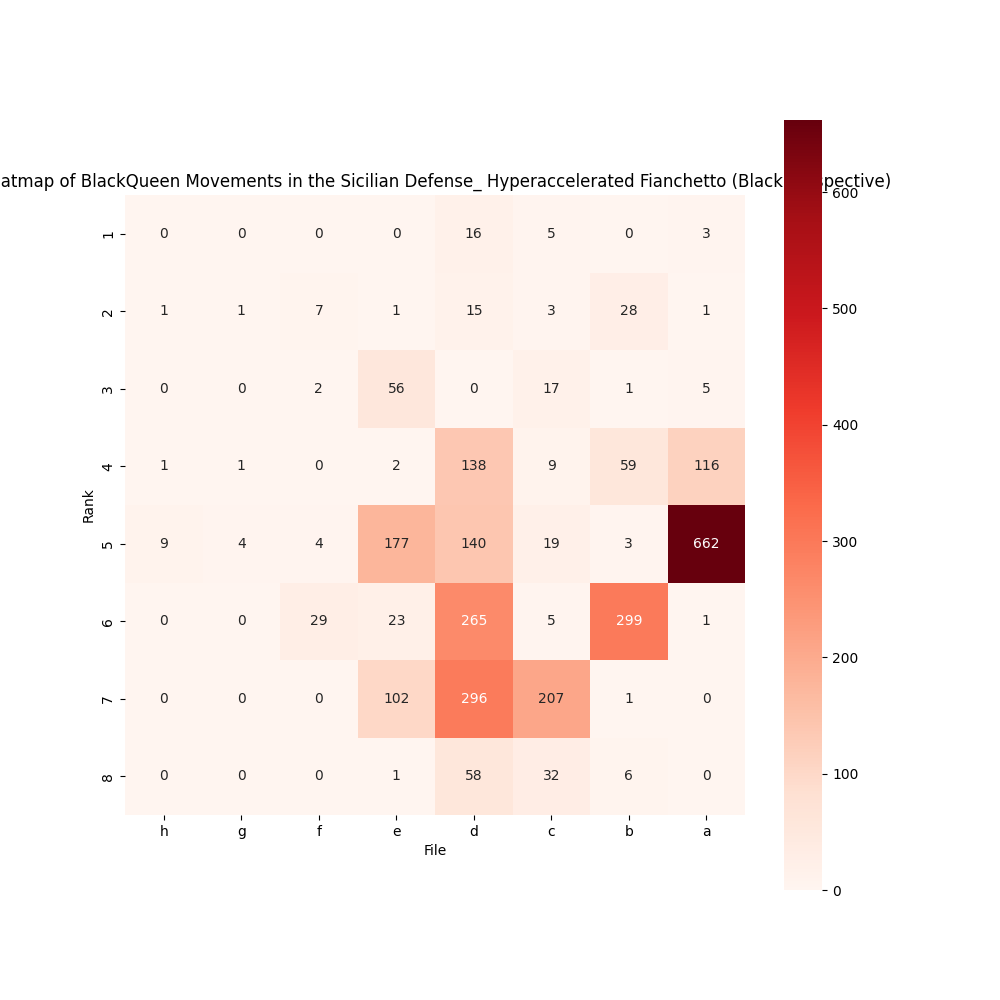 atmap of BlackQueen Movements in the Sicilian Defense_ Hyperaccelerated Fianchetto (Black spective)
600
1 0 0 0 0 16 5 0 3
500
2 1 1 7 1 15 3 28 1
3 0 0 2 56 0 17 1 5
400
4 1 1 0 2 138 9 59 116
Rank
300
5 9 4 4 177 140 19 3 662
6 0 0 29 23 265 5 299 1
200
7 0 0 0 102 296 207 1 0
100
8 0 0 0 1 58 32 6 0
h g f e d c b a
File
0